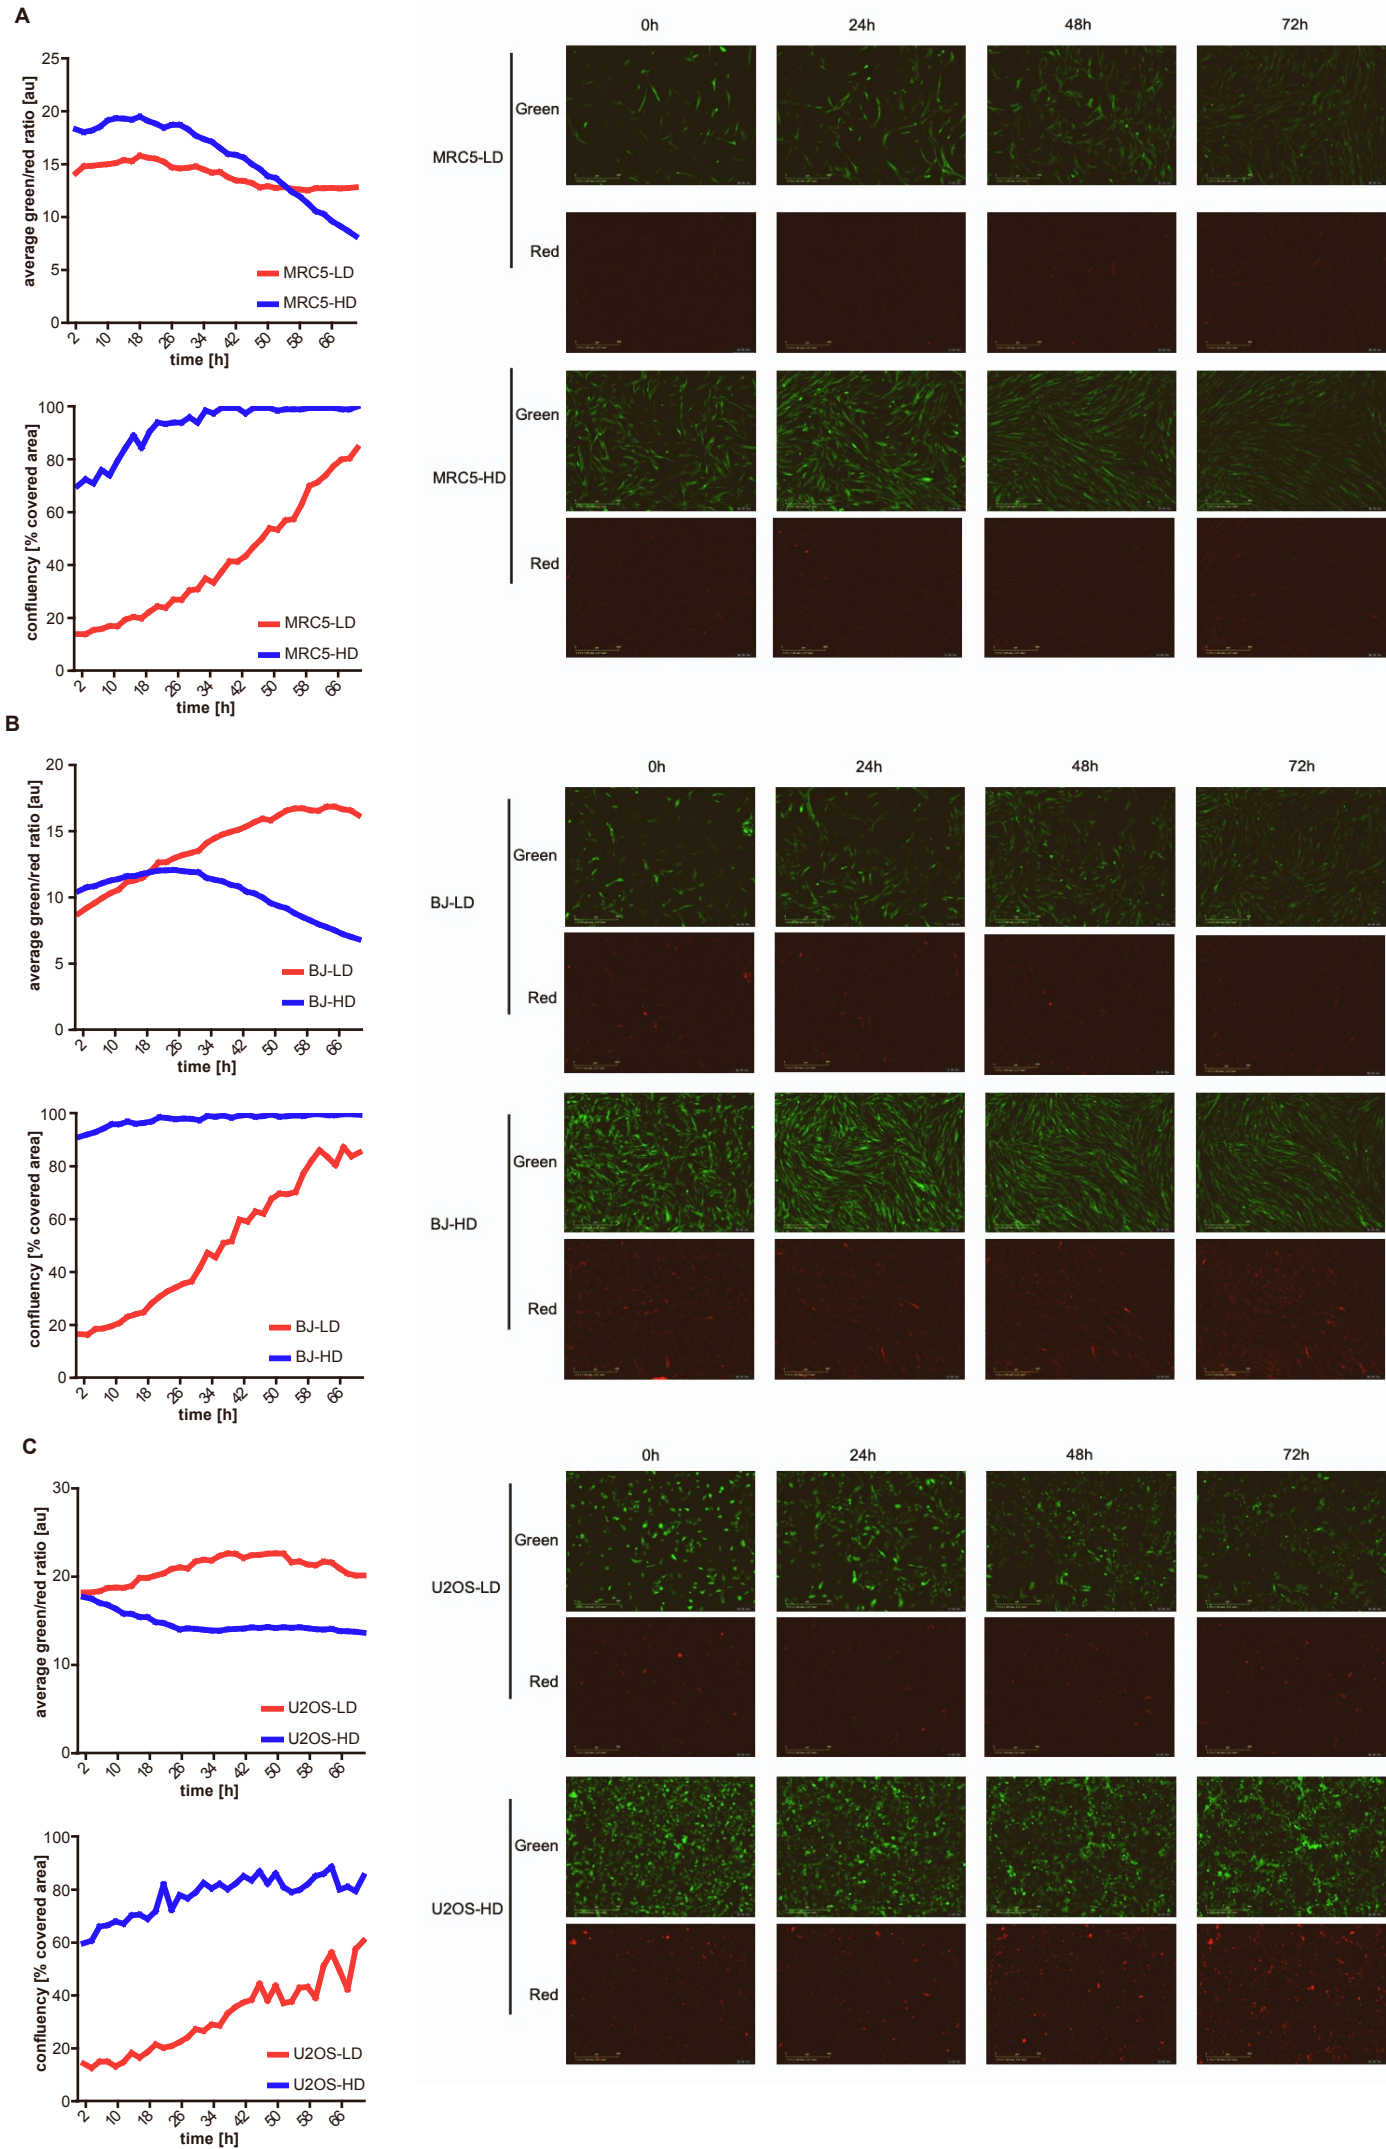 A
0h 24h 48h 72h
average green/red ratio [au]
25
20
15
10
5
0
MRC5-LD
MRC5-HD
2 10 18 26 34 42 50 58 66
time [h]
confluency [% covered area]
100
80
60
40
20
0
MRC5-LD
MRC5-HD
2 10 18 26 34 42 50 58 66
time [h]
MRC5-LD
Green
Red
MRC5-HD
Green
Red
B
0h 24h 48h 72h
average green/red ratio [au]
20
15
10
5
0
BJ-LD
BJ-HD
2 10 18 26 34 42 50 58 66
time [h]
confluency [% covered area]
100
80
60
40
20
0
BJ-LD
BJ-HD
2 10 18 26 34 42 50 58 66
time [h]
BJ-LD
Green
Red
BJ-HD
Green
Red
C
0h 24h 48h 72h
average green/red ratio [au]
30
20
10
0
U2OS-LD
U2OS-HD
2 10 18 26 34 42 50 58 66
time [h]
confluency [% covered area]
100
80
60
40
20
0
U2OS-LD
U2OS-HD
2 10 18 26 34 42 50 58 66
time [h]
U2OS-LD
Green
Red
U2OS-HD
Green
Red